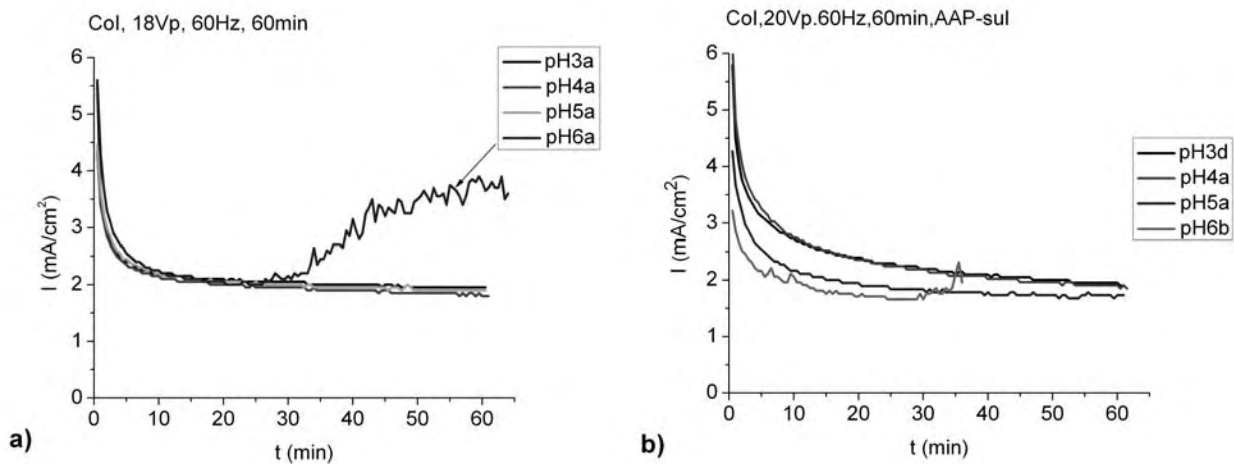 CoI, 18Vp, 60Hz, 60min
6
5
4
3
2
1
0
I (mA/cm²)
0 10 20 30 40 50 60
t (min)
pH3a
pH4a
pH5a
pH6a
a)
CoI,20Vp.60Hz,60min,AAP-sul
6
5
4
3
2
1
0
I (mA/cm²)
0 10 20 30 40 50 60
t (min)
pH3d
pH4a
pH5a
pH6b
b)